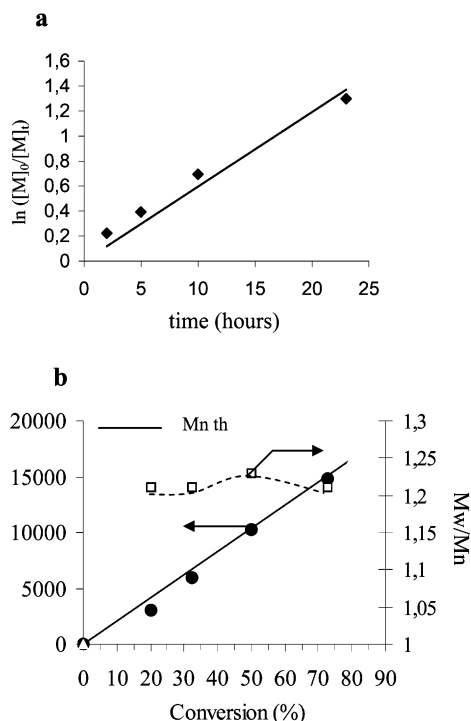 a
1,6
1,4
1,2
1
0,8
0,6
0,4
0,2
0
ln ([M]0/[M]t)
0 5 10 15 20 25
time (hours)
b
20000
15000
10000
5000
0
Mn th
1,3
1,25
1,2
1,15
1,1
1,05
1
Mw/Mn
0 10 20 30 40 50 60 70 80 90
Conversion (%)